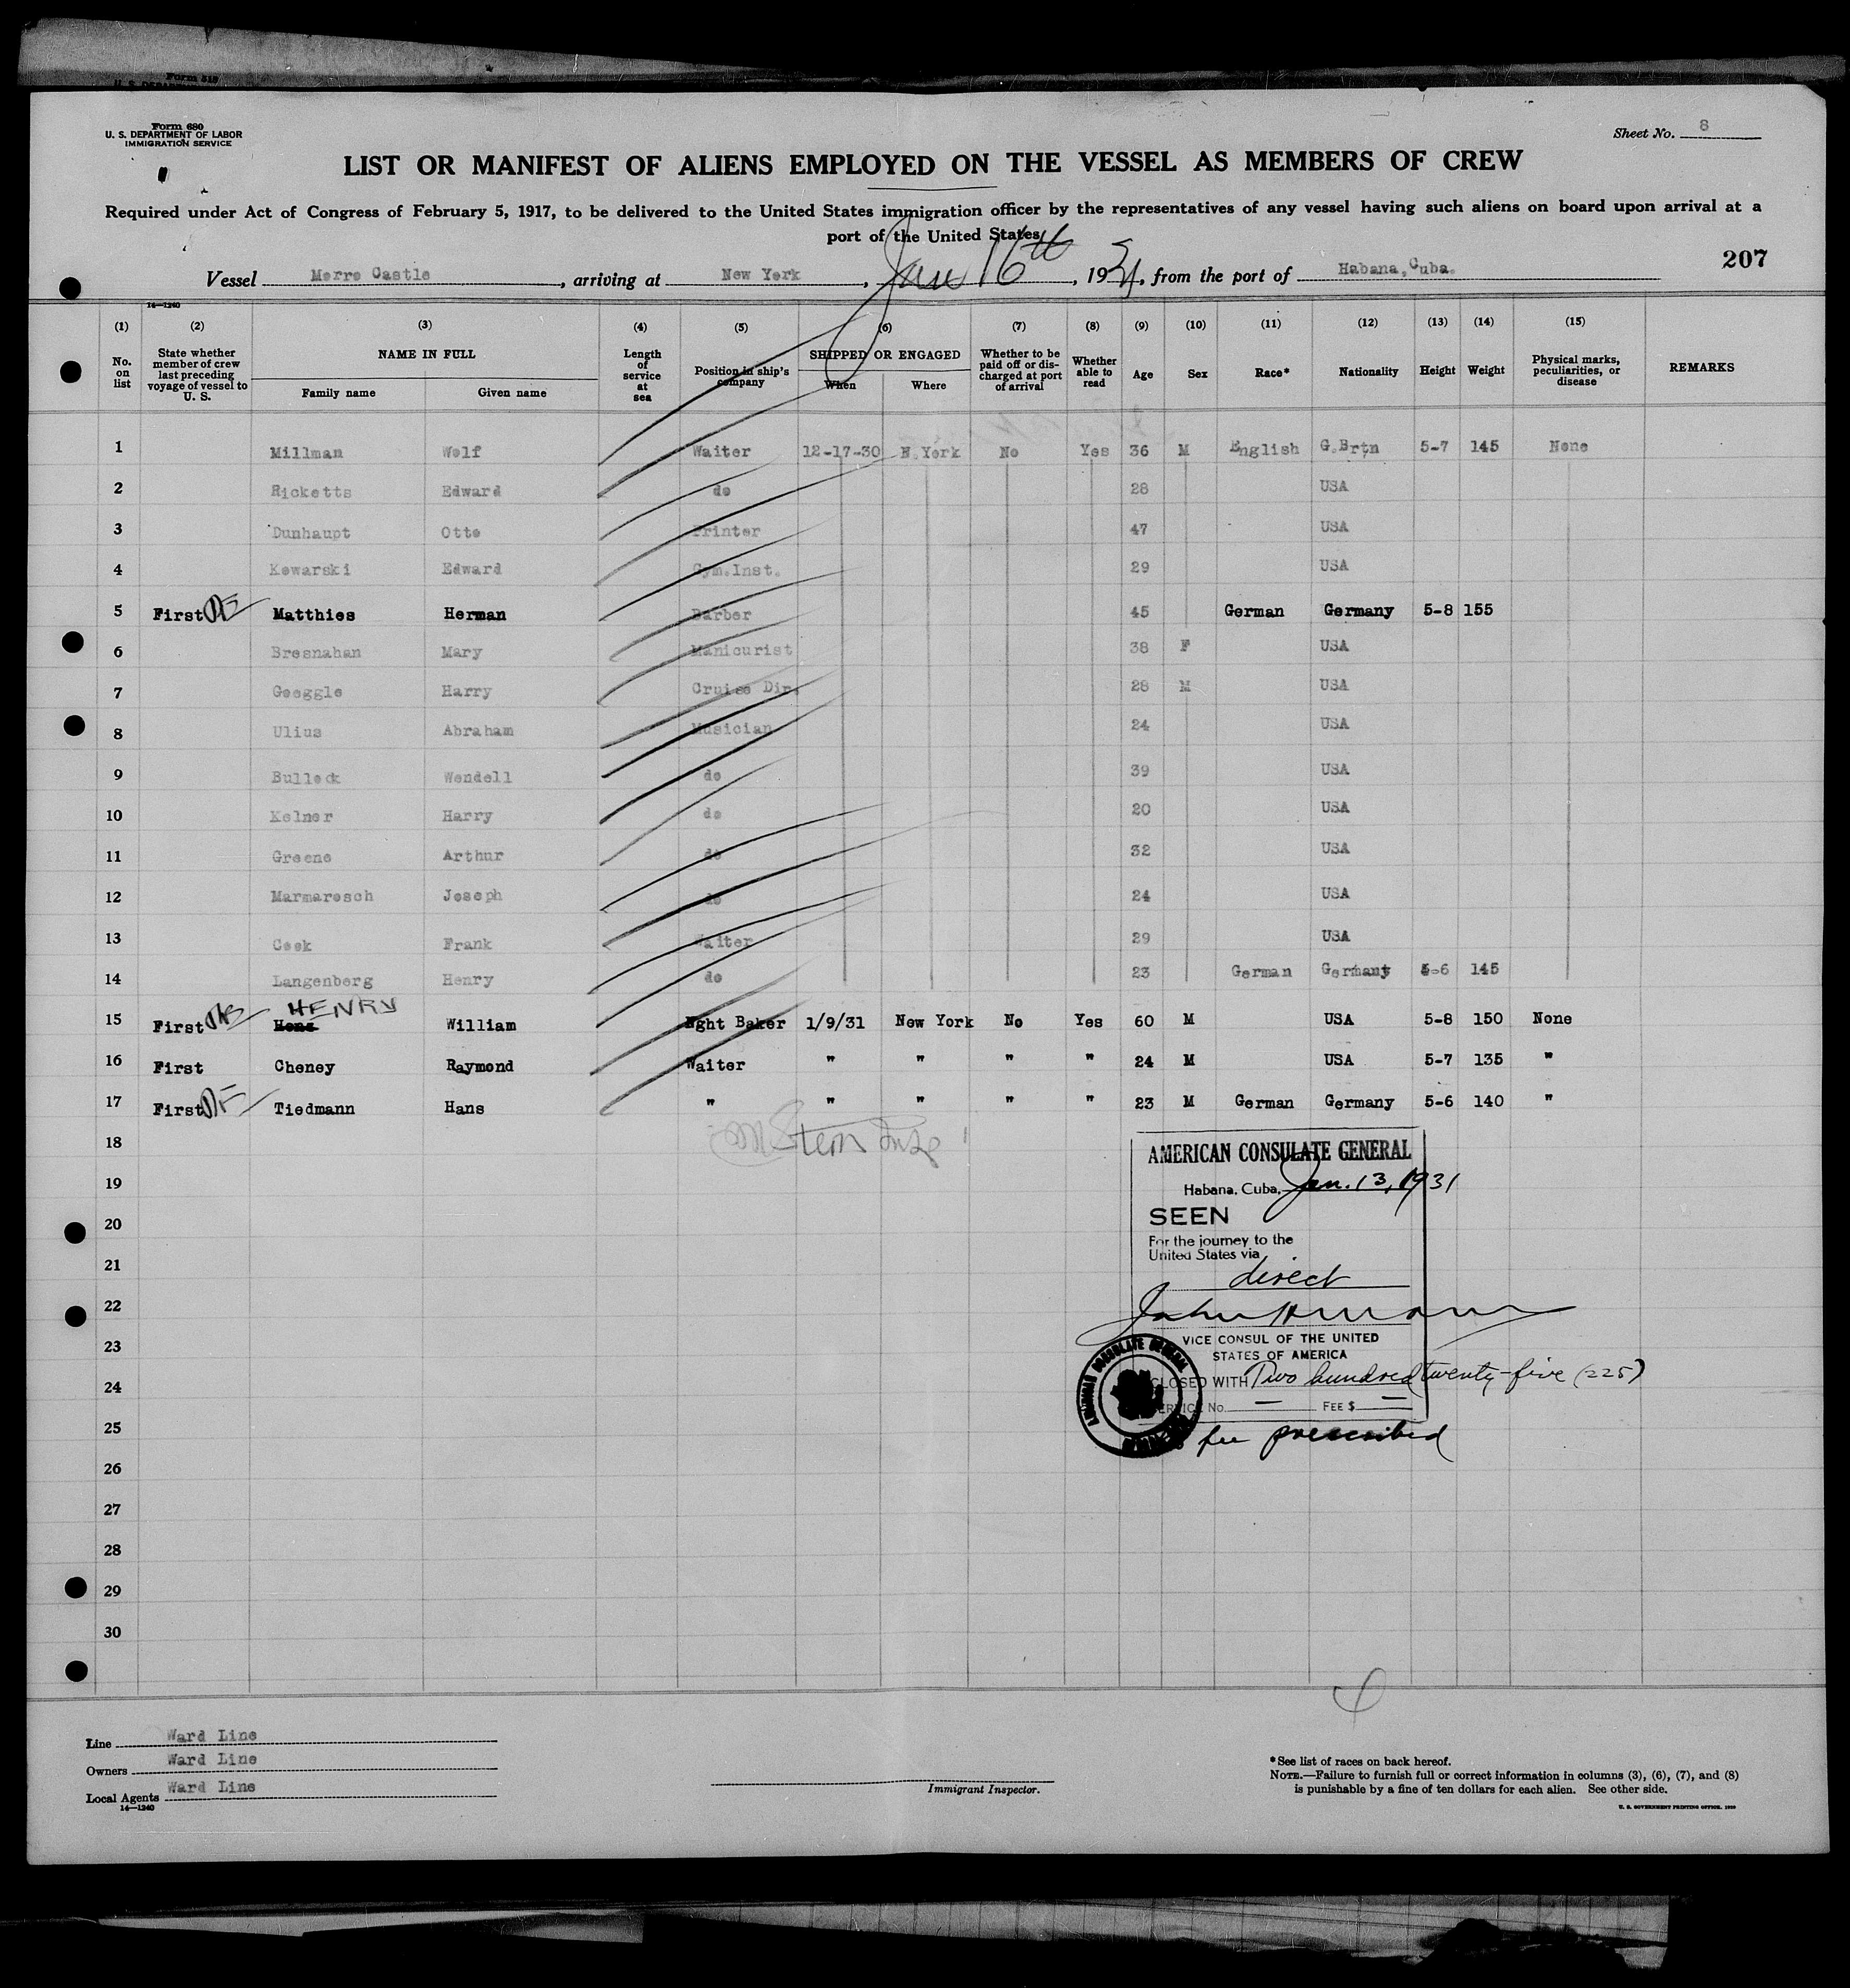 Form 680
U. S. DEPARTMENT OF LABOR
IMMIGRATION SERVICE
Sheet No. 8
LIST OR MANIFEST OF ALIENS EMPLOYED ON THE VESSEL AS MEMBERS OF CREW
Required under Act of Congress of February 5, 1917, to be delivered to the United States immigration officer by the representatives of any vessel having such aliens on board upon arrival at a
port of the United States
207
Vessel Morro Castle, arriving at New York, Jan 16th, 1931, from the port of Habana, Cuba.
14—1240
(1) (2) (3) (4) (5) (6) (7) (8) (9) (10) (11) (12) (13) (14) (15)
No. on list State whether member of crew last preceding voyage of vessel to U. S. NAME IN FULL Family name Given name Length of service at sea Position in ship's company SHIPPED OR ENGAGED When Where Whether to be paid off or discharged at port of arrival Whether able to read Age Sex Race* Nationality Height Weight Physical marks, peculiarities, or disease REMARKS
1 Millman Wolf Waiter 12-17-30 N.York No Yes 36 M English G.Brtn 5-7 145 None
2 Ricketts Edward do 28 USA
3 Dunhaupt Otto Printer 47 USA
4 Kowarski Edward Gym.Inst. 29 USA
5 First Matthies Herman Barber 45 German Germany 5-8 155
6 Bresnahan Mary Manicurist 38 F USA
7 Goeggle Harry Cruise Dir. 28 M USA
8 Ulius Abraham Musician 24 USA
9 Bullock Wendell do 39 USA
10 Kelner Harry do 20 USA
11 Greene Arthur do 32 USA
12 Marmaresch Joseph do 24 USA
13 Cook Frank Waiter 29 USA
14 Langenberg Henry do 23 German Germany 5-6 145
HENRY
15 First William Nght Baker 1/9/31 New York No Yes 60 M USA 5-8 150 None
16 First Cheney Raymond Waiter " " " " 24 M USA 5-7 135 "
17 First Tiedmann Hans " " " " " 23 M German Germany 5-6 140 "
18
19
20
21
22
23
24
25
26
27
28
29
30
AMERICAN CONSULATE GENERAL
Habana, Cuba, Jan. 13, 1931
SEEN
For the journey to the
United States via
direct
VICE CONSUL OF THE UNITED
STATES OF AMERICA
CLOSED WITH Two hundred twenty-five (225)
SERVICE No. — FEE $ —
fee prescribed
Line Ward Line
Owners Ward Line
Local Agents Ward Line
14—1240
Immigrant Inspector.
*See list of races on back hereof.
NOTE.—Failure to furnish full or correct information in columns (3), (6), (7), and (8)
is punishable by a fine of ten dollars for each alien. See other side.